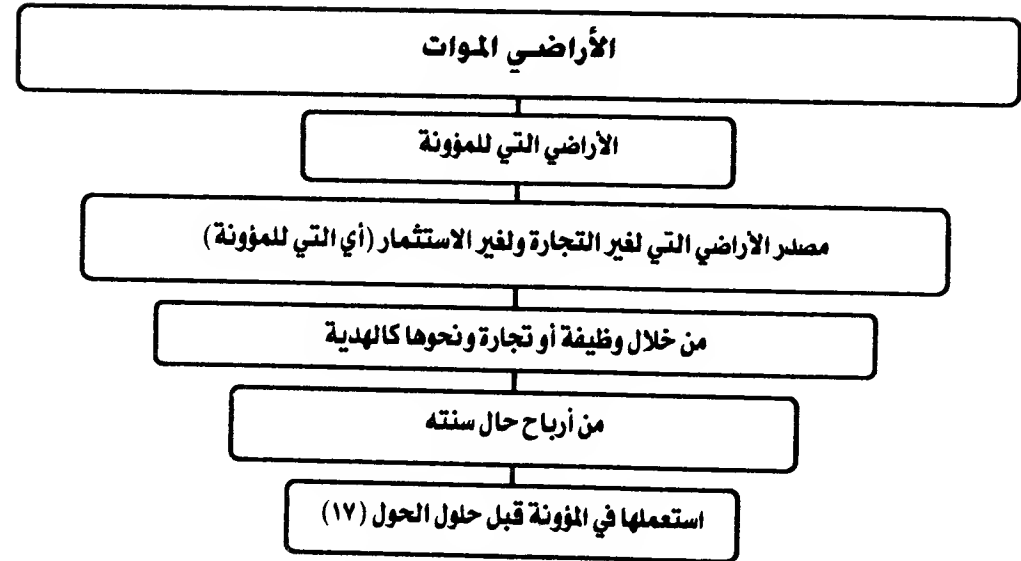 الأراضي الموات
الأراضي التي للمؤونة
مصدر الأراضي التي لغير التجارة ولغير الاستثمار (أي التي للمؤونة)
من خلال وظيفة أو تجارة ونحوها كالهدية
من أرباح حال سنته
استعملها في المؤونة قبل حلول الحول (١٧)